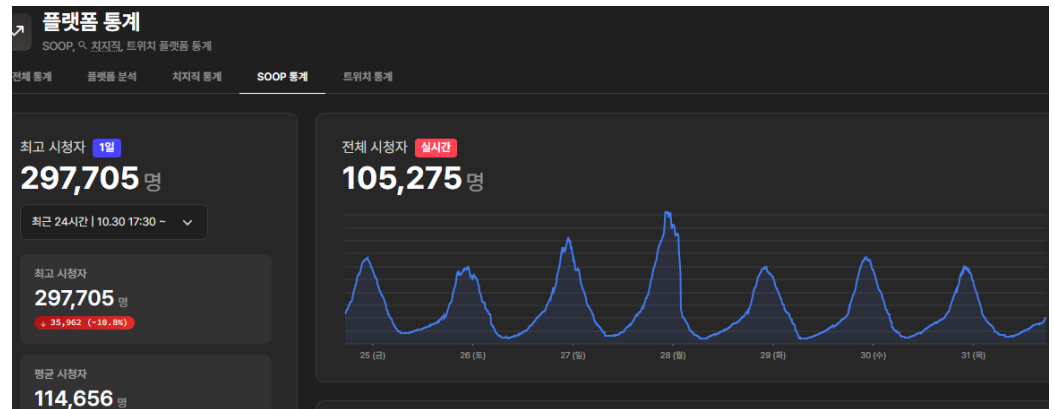 플랫폼 통계
SOOP, 치지직, 트위치 플랫폼 통계
전체 통계 플랫폼 분석 치지직 통계 SOOP 통계 트위치 통계
최고 시청자 1일
297,705 명
최근 24시간 | 10.30 17:30 ~
최고 시청자
297,705 명
↓ 35,962 (-10.8%)
평균 시청자
114,656 명
전체 시청자 실시간
105,275 명
25 (금) 26 (토) 27 (일) 28 (월) 29 (화) 30 (수) 31 (목)